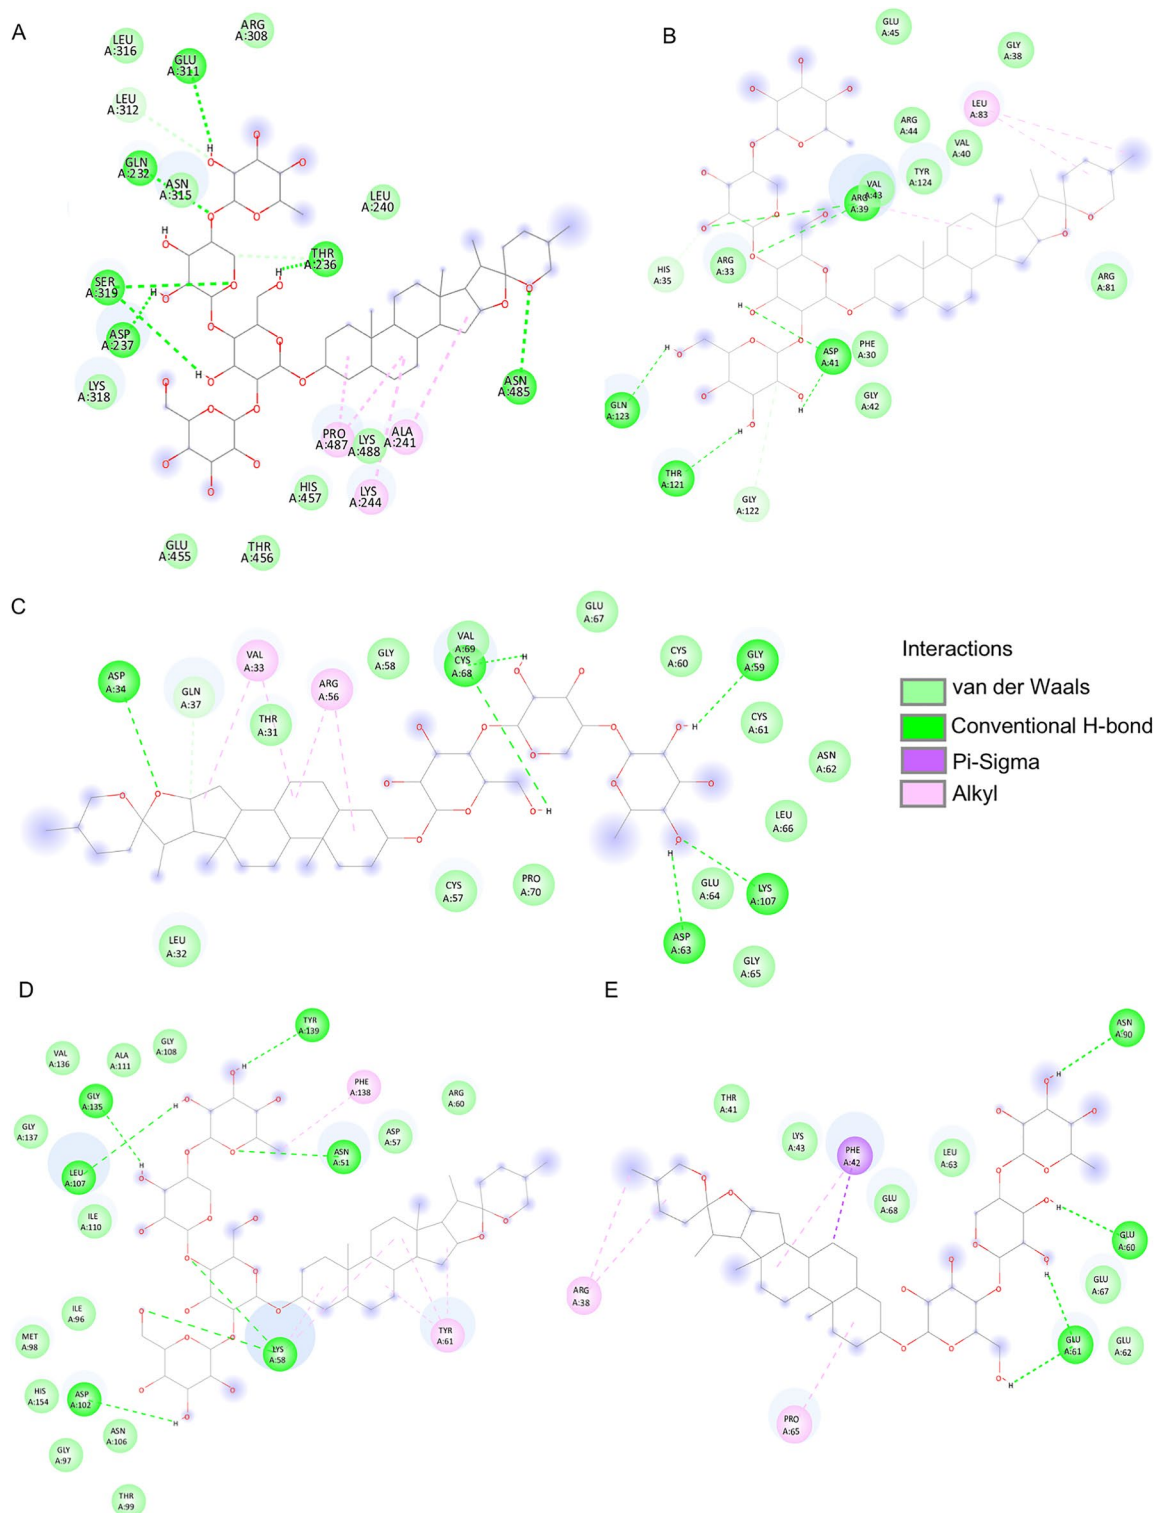 A
LEU
A:316
ARG
A:308
GLU
A:311
LEU
A:312
GLN
A:232
ASN
A:315
LEU
A:240
THR
A:236
SER
A:319
ASP
A:237
LYS
A:318
ASN
A:485
PRO
A:487
LYS
A:488
ALA
A:241
HIS
A:457
LYS
A:244
GLU
A:455
THR
A:456
B
GLU
A:45
GLY
A:38
LEU
A:83
ARG
A:44
VAL
A:40
TYR
A:124
VAL
A:43
ARG
A:39
ARG
A:33
HIS
A:35
ARG
A:81
ASP
A:41
PHE
A:30
GLY
A:42
GLN
A:123
THR
A:121
GLY
A:122
C
GLU
A:67
VAL
A:69
CYS
A:68
GLY
A:58
CYS
A:60
GLY
A:59
VAL
A:33
ASP
A:34
GLN
A:37
ARG
A:56
THR
A:31
CYS
A:61
ASN
A:62
LEU
A:66
CYS
A:57
PRO
A:70
GLU
A:64
LYS
A:107
ASP
A:63
GLY
A:65
LEU
A:32
Interactions
van der Waals
Conventional H-bond
Pi-Sigma
Alkyl
D
TYR
A:139
VAL
A:136
ALA
A:111
GLY
A:108
GLY
A:135
PHE
A:138
ARG
A:60
GLY
A:137
ASP
A:57
ASN
A:51
LEU
A:107
ILE
A:110
ILE
A:96
MET
A:98
LYS
A:58
TYR
A:61
HIS
A:154
ASP
A:102
ASN
A:106
GLY
A:97
THR
A:99
E
ASN
A:90
THR
A:41
LYS
A:43
PHE
A:42
LEU
A:63
GLU
A:68
GLU
A:60
GLU
A:67
ARG
A:38
GLU
A:61
GLU
A:62
PRO
A:65